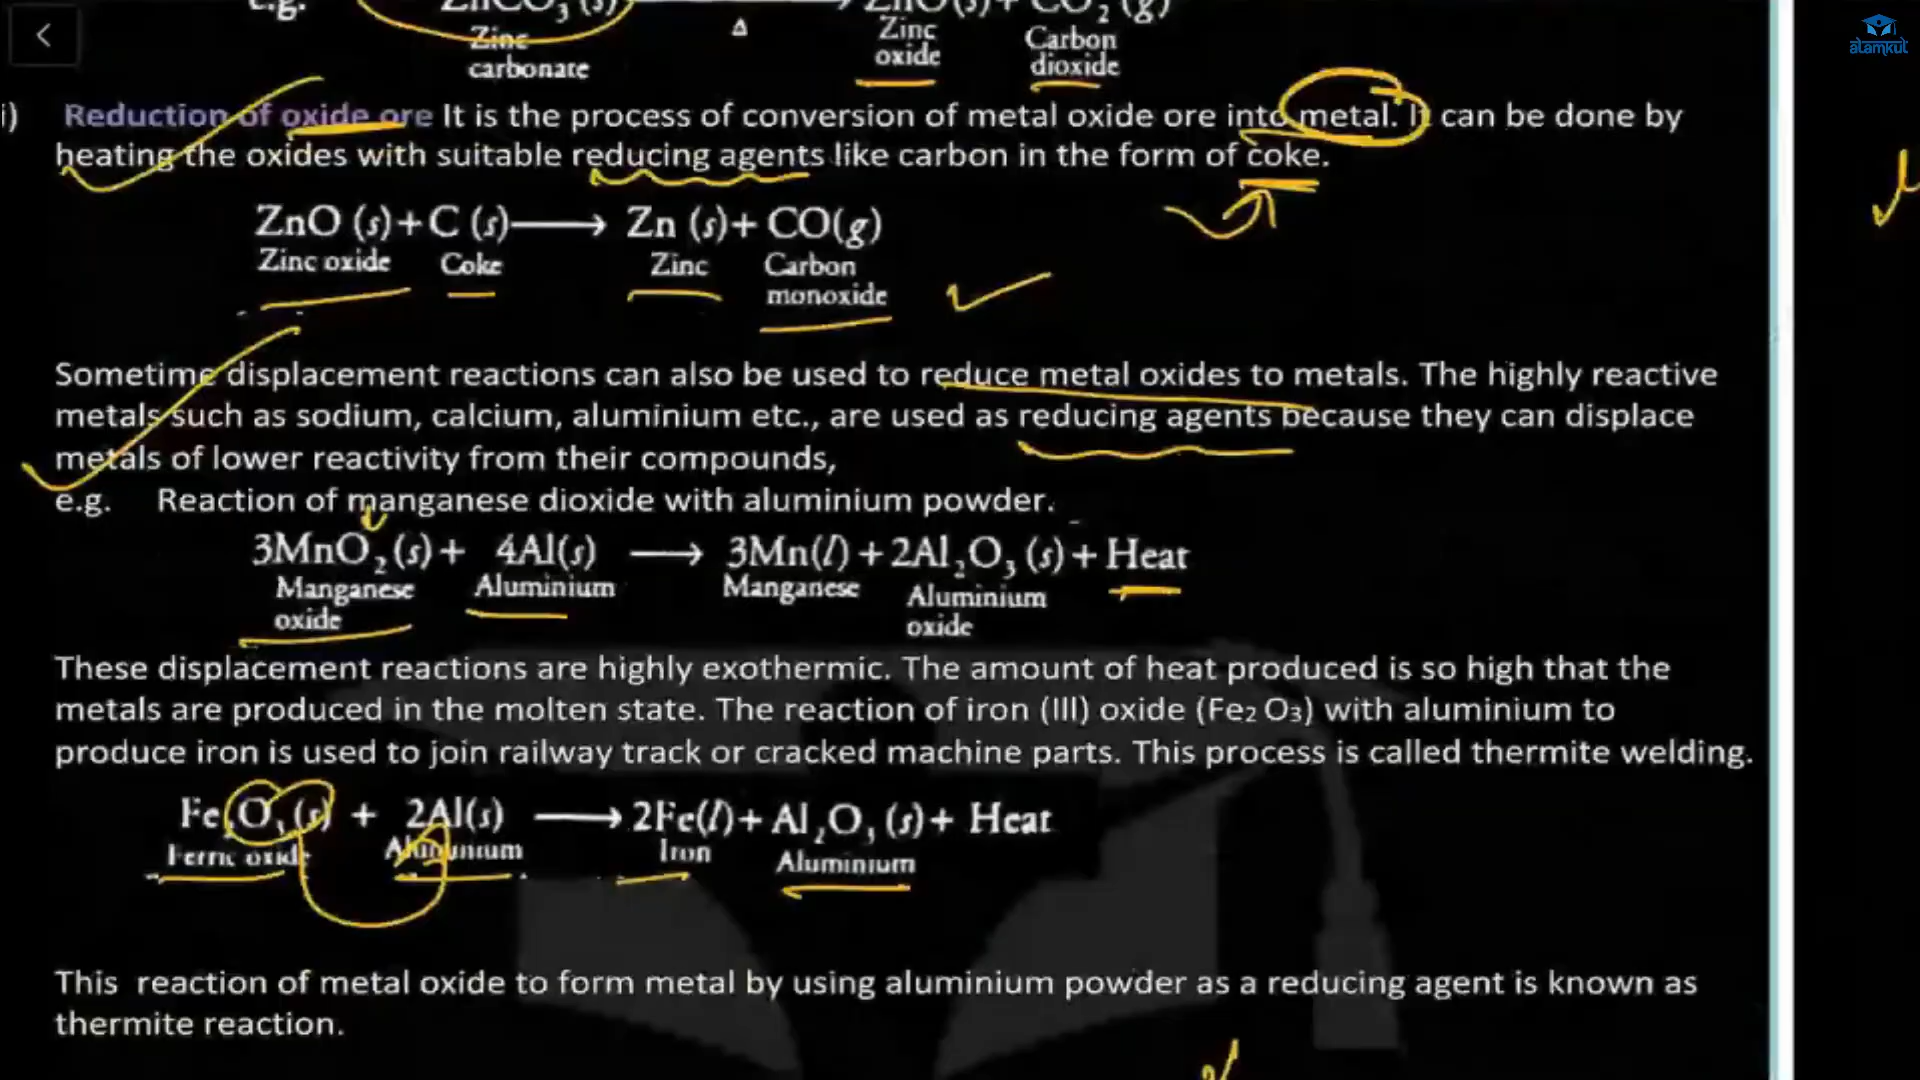 e.g. ZnCO3 (s) ZnO(s)+ CO2 (g)
Δ
Zinc carbonate Zinc oxide Carbon dioxide
alamkut
i) Reduction of oxide ore It is the process of conversion of metal oxide ore into metal. It can be done by
heating the oxides with suitable reducing agents like carbon in the form of coke.
ZnO (s)+C (s)⟶ Zn (s)+ CO(g)
Zinc oxide Coke Zinc Carbon monoxide
Sometime displacement reactions can also be used to reduce metal oxides to metals. The highly reactive
metals such as sodium, calcium, aluminium etc., are used as reducing agents because they can displace
metals of lower reactivity from their compounds,
e.g. Reaction of manganese dioxide with aluminium powder.
3MnO2 (s)+ 4Al(s) ⟶ 3Mn(l)+2Al2O3 (s)+ Heat
Manganese oxide Aluminium Manganese Aluminium oxide
These displacement reactions are highly exothermic. The amount of heat produced is so high that the
metals are produced in the molten state. The reaction of iron (III) oxide (Fe2 O3) with aluminium to
produce iron is used to join railway track or cracked machine parts. This process is called thermite welding.
Fe2O3(s) + 2Al(s) ⟶ 2Fe(l)+ Al2O3 (s)+ Heat
Ferric oxide Aluminium Iron Aluminium
This reaction of metal oxide to form metal by using aluminium powder as a reducing agent is known as
thermite reaction.